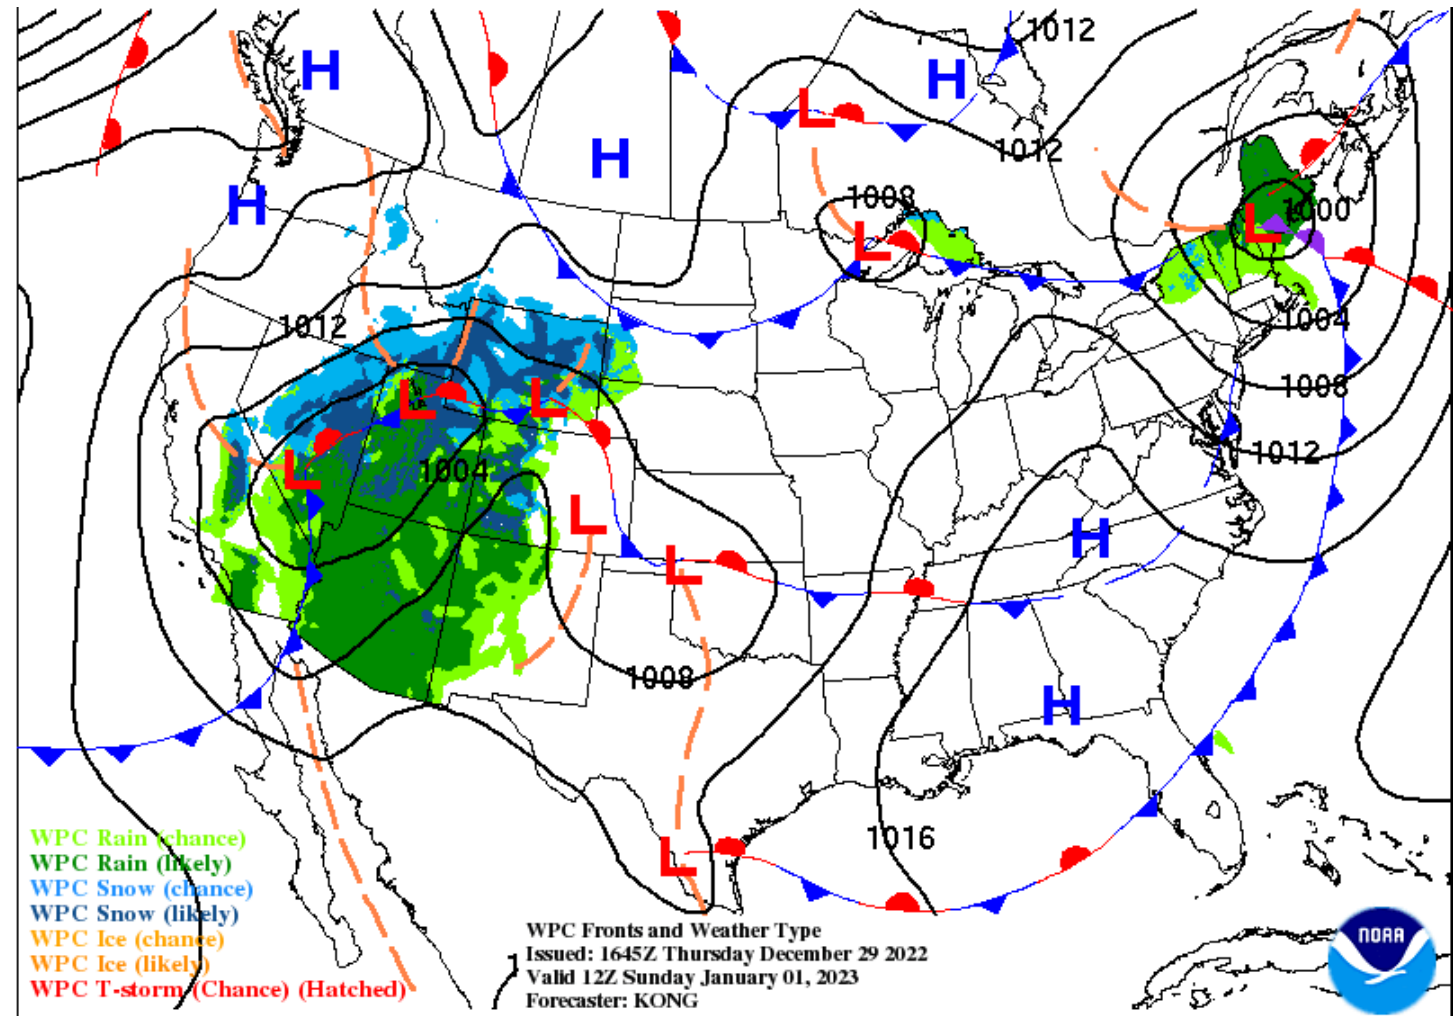 1012
H
H
L
1012
H
H
1008
1000
L
L
1004
1012
1008
L
L
1012
L
1004
L
H
L
1008
H
1016
L
WPC Rain (chance)
WPC Rain (likely)
WPC Snow (chance)
WPC Snow (likely)
WPC Ice (chance)
WPC Ice (likely)
WPC T-storm (Chance) (Hatched)
1
WPC Fronts and Weather Type
Issued: 1645Z Thursday December 29 2022
Valid 12Z Sunday January 01, 2023
Forecaster: KONG
NOAA